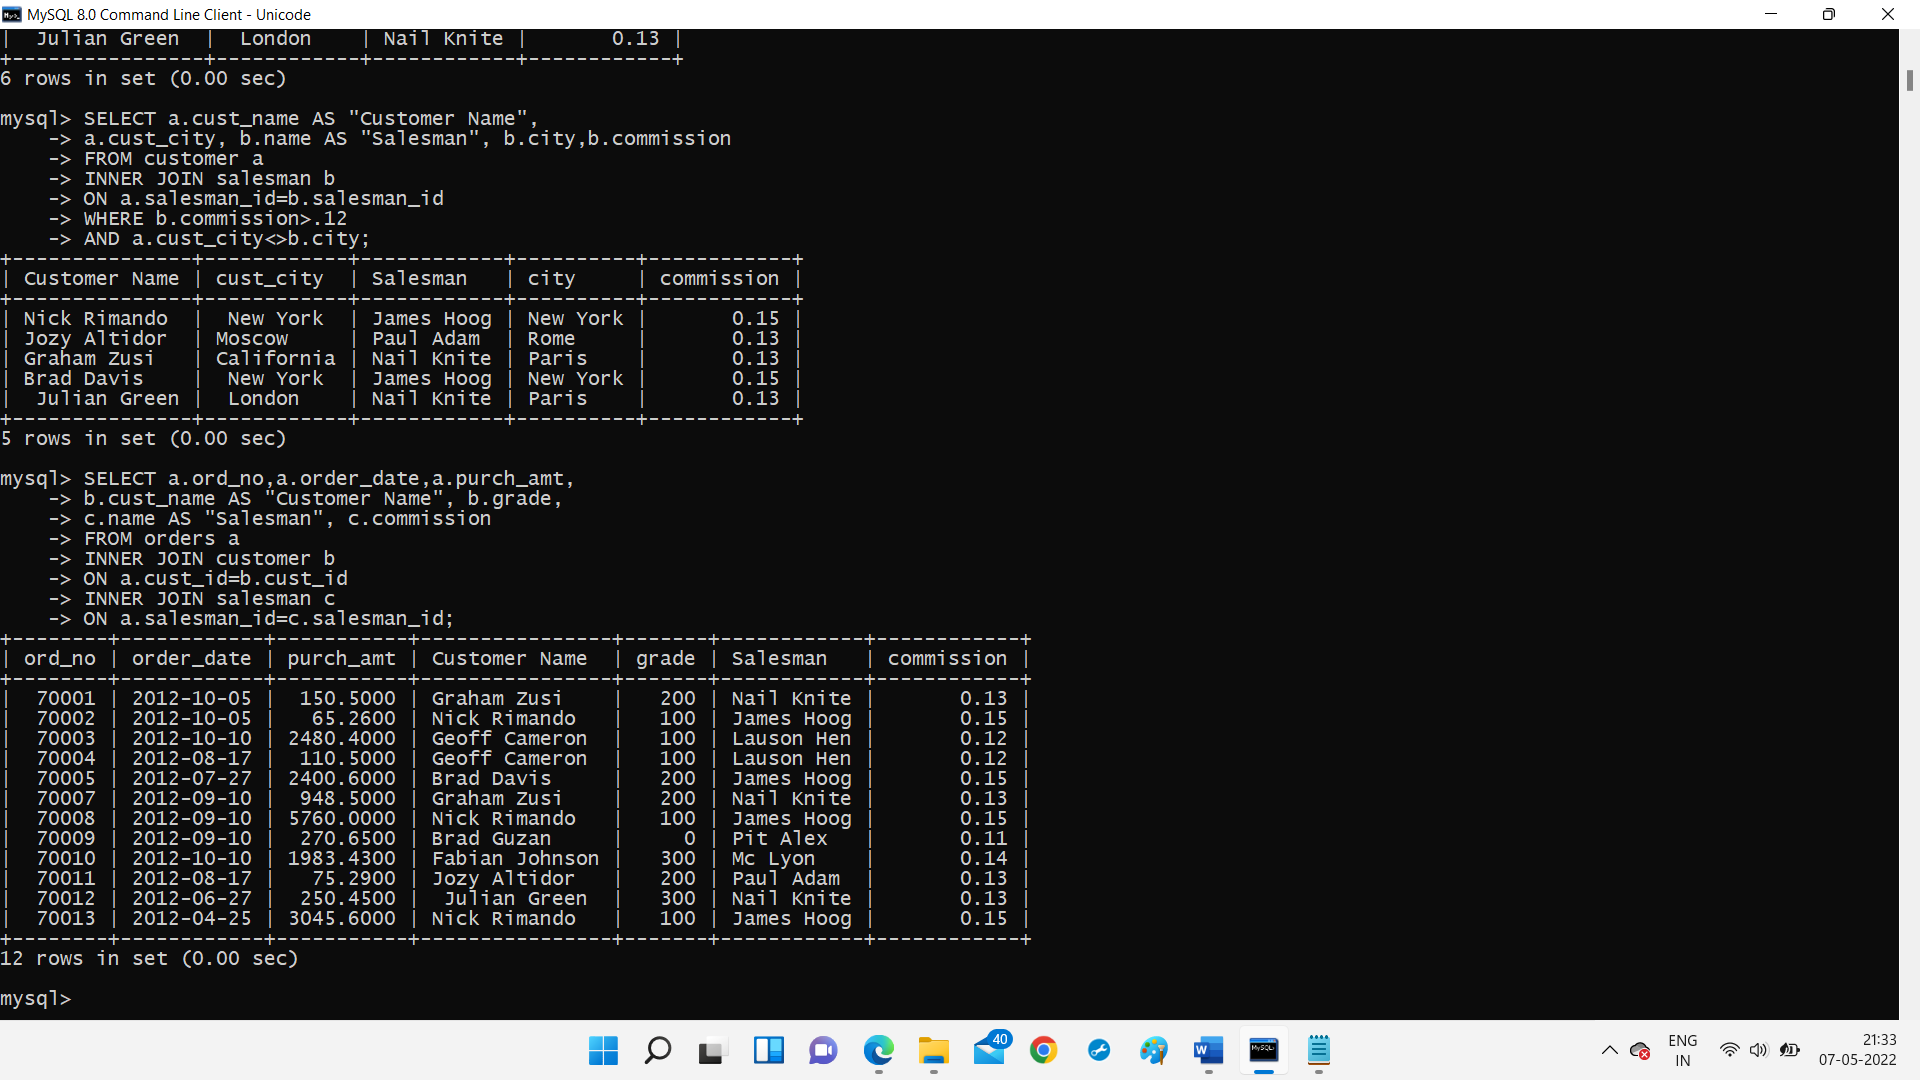 MySQL 8.0 Command Line Client - Unicode
|  Julian Green  |  London    | Nail Knite |       0.13 |
+----------------+------------+------------+------------+
6 rows in set (0.00 sec)
mysql> SELECT a.cust_name AS "Customer Name",
    -> a.cust_city, b.name AS "Salesman", b.city,b.commission
    -> FROM customer a
    -> INNER JOIN salesman b
    -> ON a.salesman_id=b.salesman_id
    -> WHERE b.commission>.12
    -> AND a.cust_city<>b.city;
+---------------+------------+------------+----------+------------+
| Customer Name | cust_city  | Salesman   | city     | commission |
+---------------+------------+------------+----------+------------+
| Nick Rimando  |  New York  | James Hoog | New York |       0.15 |
| Jozy Altidor  | Moscow     | Paul Adam  | Rome     |       0.13 |
| Graham Zusi   | California | Nail Knite | Paris    |       0.13 |
| Brad Davis    |  New York  | James Hoog | New York |       0.15 |
|  Julian Green |  London    | Nail Knite | Paris    |       0.13 |
+---------------+------------+------------+----------+------------+
5 rows in set (0.00 sec)
mysql> SELECT a.ord_no,a.order_date,a.purch_amt,
    -> b.cust_name AS "Customer Name", b.grade,
    -> c.name AS "Salesman", c.commission
    -> FROM orders a
    -> INNER JOIN customer b
    -> ON a.cust_id=b.cust_id
    -> INNER JOIN salesman c
    -> ON a.salesman_id=c.salesman_id;
+--------+------------+-----------+----------------+-------+------------+------------+
| ord_no | order_date | purch_amt | Customer Name  | grade | Salesman   | commission |
+--------+------------+-----------+----------------+-------+------------+------------+
|  70001 | 2012-10-05 |  150.5000 | Graham Zusi    |   200 | Nail Knite |       0.13 |
|  70002 | 2012-10-05 |   65.2600 | Nick Rimando   |   100 | James Hoog |       0.15 |
|  70003 | 2012-10-10 | 2480.4000 | Geoff Cameron  |   100 | Lauson Hen |       0.12 |
|  70004 | 2012-08-17 |  110.5000 | Geoff Cameron  |   100 | Lauson Hen |       0.12 |
|  70005 | 2012-07-27 | 2400.6000 | Brad Davis     |   200 | James Hoog |       0.15 |
|  70007 | 2012-09-10 |  948.5000 | Graham Zusi    |   200 | Nail Knite |       0.13 |
|  70008 | 2012-09-10 | 5760.0000 | Nick Rimando   |   100 | James Hoog |       0.15 |
|  70009 | 2012-09-10 |  270.6500 | Brad Guzan     |     0 | Pit Alex   |       0.11 |
|  70010 | 2012-10-10 | 1983.4300 | Fabian Johnson |   300 | Mc Lyon    |       0.14 |
|  70011 | 2012-08-17 |   75.2900 | Jozy Altidor   |   200 | Paul Adam  |       0.13 |
|  70012 | 2012-06-27 |  250.4500 |  Julian Green  |   300 | Nail Knite |       0.13 |
|  70013 | 2012-04-25 | 3045.6000 | Nick Rimando   |   100 | James Hoog |       0.15 |
+--------+------------+-----------+----------------+-------+------------+------------+
12 rows in set (0.00 sec)
mysql>
40
W
MySQL
ENG
IN
21:33
07-05-2022